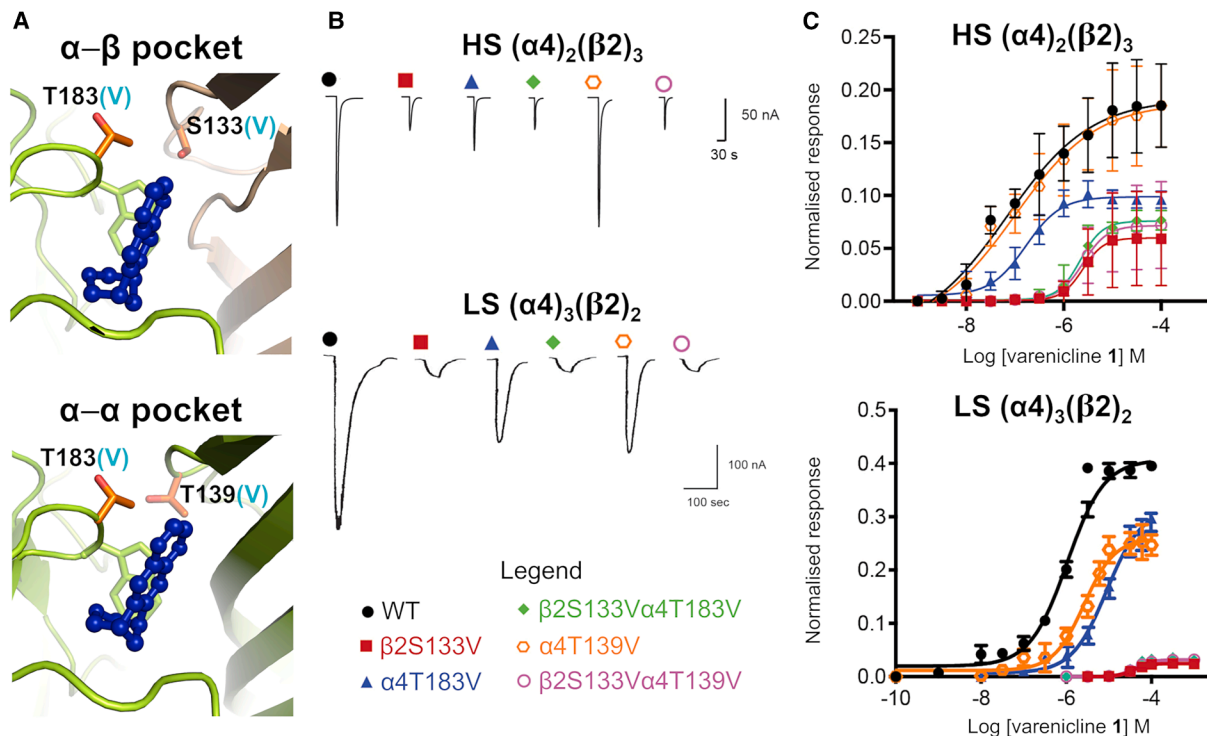 A
α–β pocket
T183(V)
S133(V)
α–α pocket
T183(V)
T139(V)
B
HS (α4)₂(β2)₃
50 nA
30 s
LS (α4)₃(β2)₂
100 nA
100 sec
Legend
WT
β2S133V
α4T183V
β2S133Vα4T183V
α4T139V
β2S133Vα4T139V
C
HS (α4)₂(β2)₃
Normalised response
0.25
0.20
0.15
0.10
0.05
0.00
-8
-6
-4
Log [varenicline 1] M
LS (α4)₃(β2)₂
Normalised response
0.5
0.4
0.3
0.2
0.1
0.0
-10
-8
-6
-4
Log [varenicline 1] M